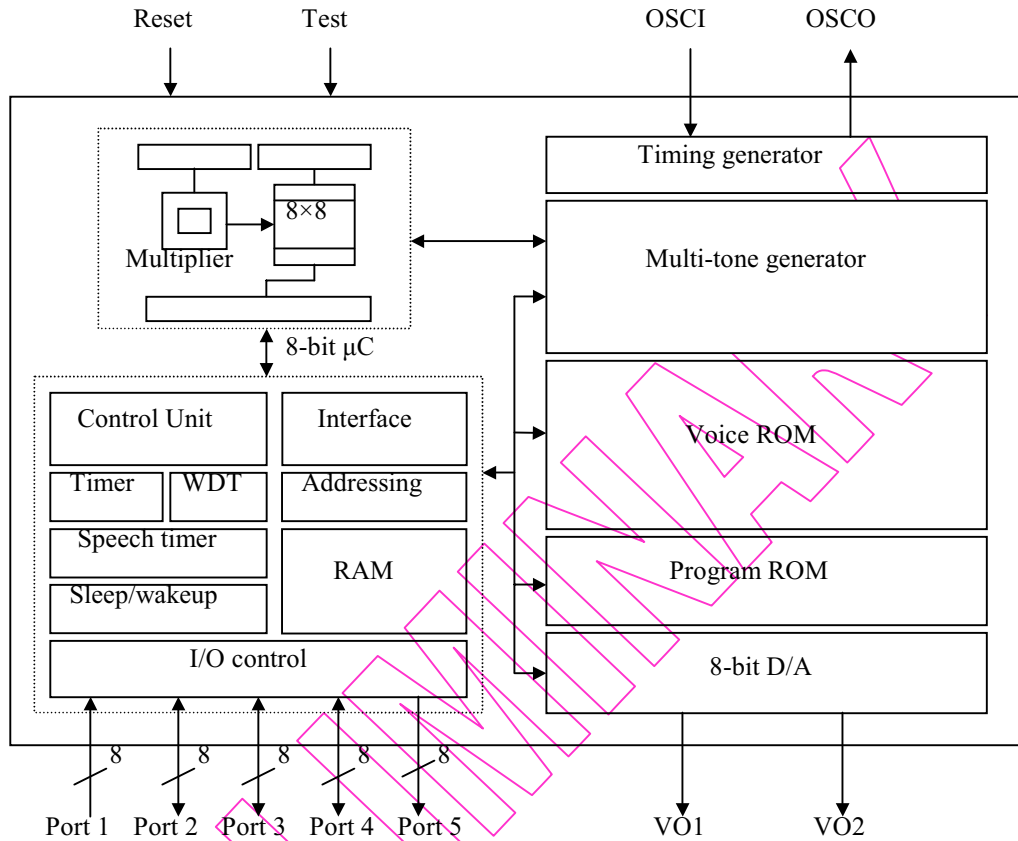 Reset Test OSCI OSCO
Timing generator
8×8
Multiplier
Multi-tone generator
8-bit μC
Control Unit Interface
Voice ROM
Timer WDT Addressing
Speech timer
RAM Program ROM
Sleep/wakeup
I/O control 8-bit D/A
8 8 8 8 8
Port 1 Port 2 Port 3 Port 4 Port 5 VO1 VO2